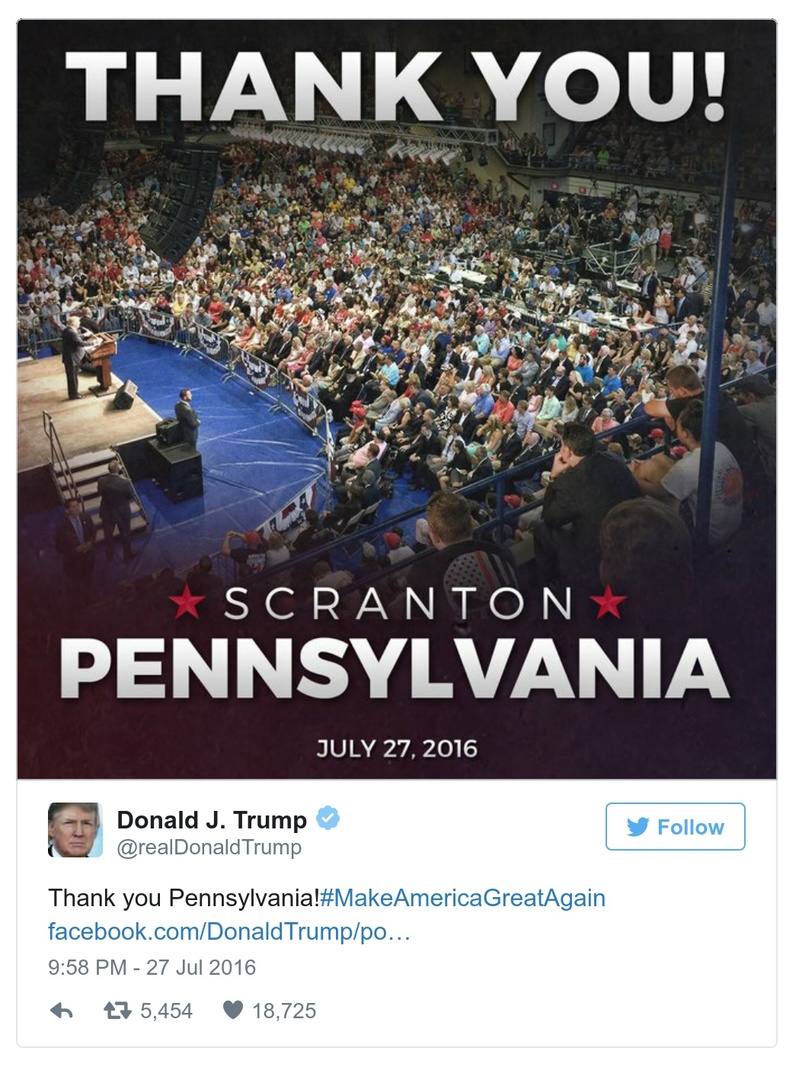 THANK YOU!
SCRANTON
PENNSYLVANIA
JULY 27, 2016
Donald J. Trump
@realDonaldTrump
Follow
Thank you Pennsylvania!#MakeAmericaGreatAgain
facebook.com/DonaldTrump/po…
9:58 PM - 27 Jul 2016
5,454 18,725